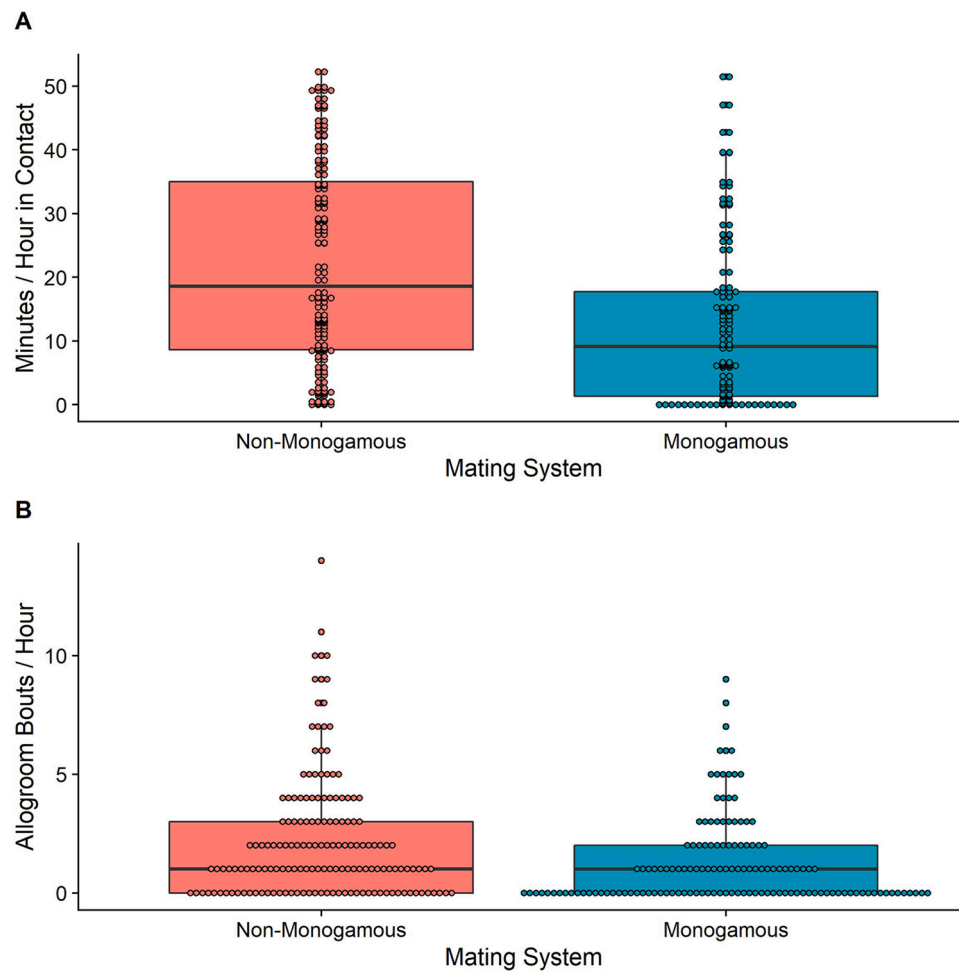 A
Minutes / Hour in Contact
50
40
30
20
10
0
Non-Monogamous Monogamous
Mating System
B
Allogroom Bouts / Hour
10
5
0
Non-Monogamous Monogamous
Mating System